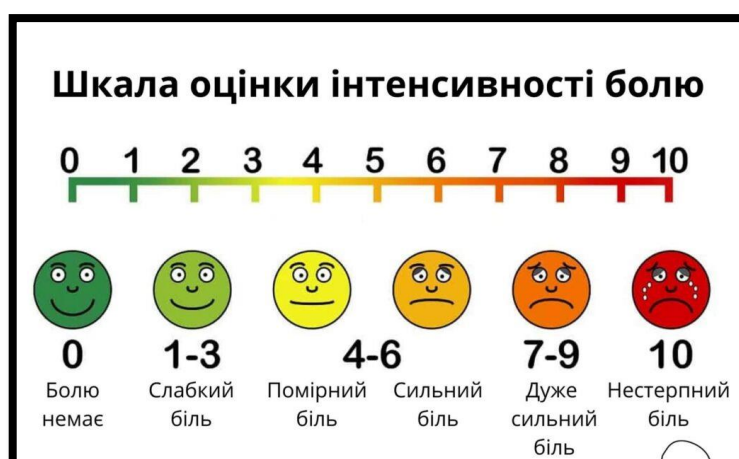 Шкала оцінки інтенсивності болю
0 1 2 3 4 5 6 7 8 9 10
0 1-3 4-6 7-9 10
Болю Слабкий Помірний Сильний Дуже Нестерпний
немає біль біль біль сильний біль
біль